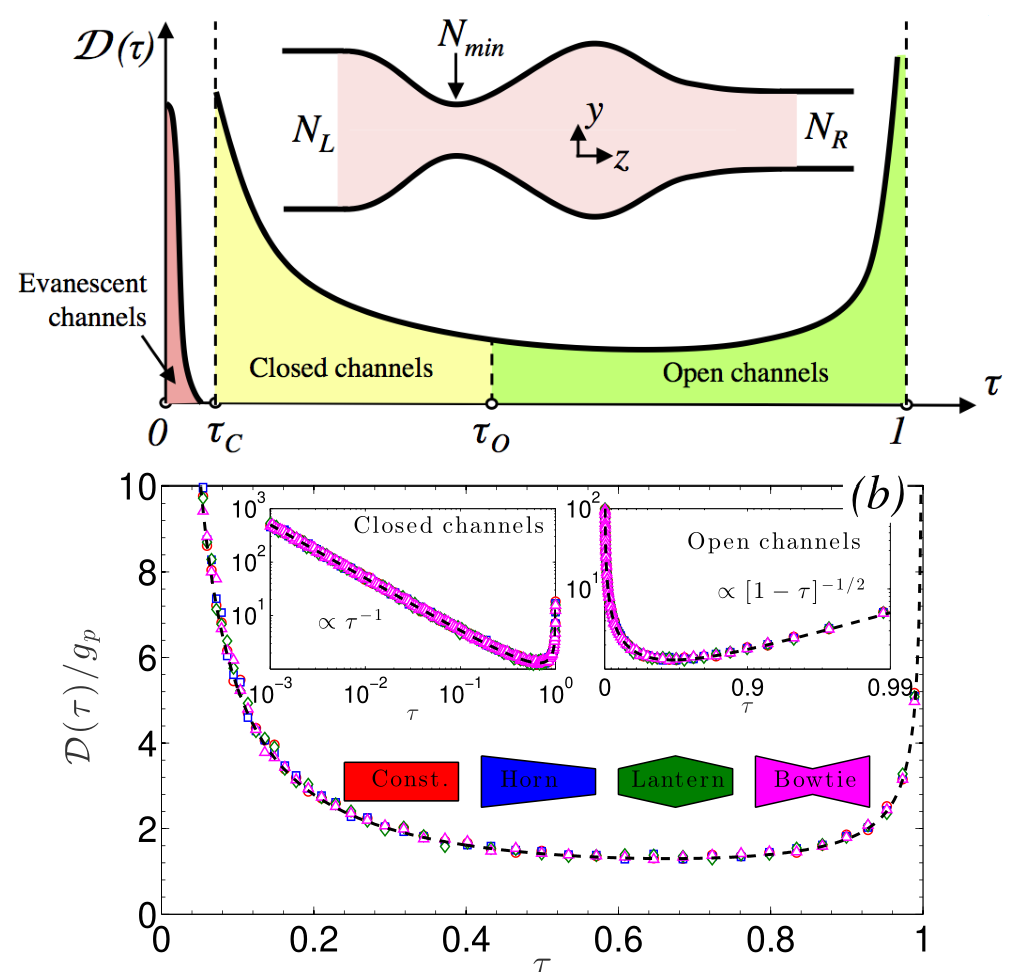 𝒟(τ)
N_min
N_L
y
z
N_R
Evanescent
channels
Closed channels
Open channels
τ
0
τ_C
τ_O
1
(b)
𝒟(τ)/g_p
10
8
6
4
2
0
0
0.2
0.4
0.6
0.8
1
τ
Closed channels
10^3
10^2
10^1
∝ τ^{-1}
10^{-3}
10^{-2}
10^{-1}
10^0
τ
Open channels
10^2
10^1
∝ [1 − τ]^{-1/2}
0
0.9
0.99
τ
Const.
Horn
Lantern
Bowtie